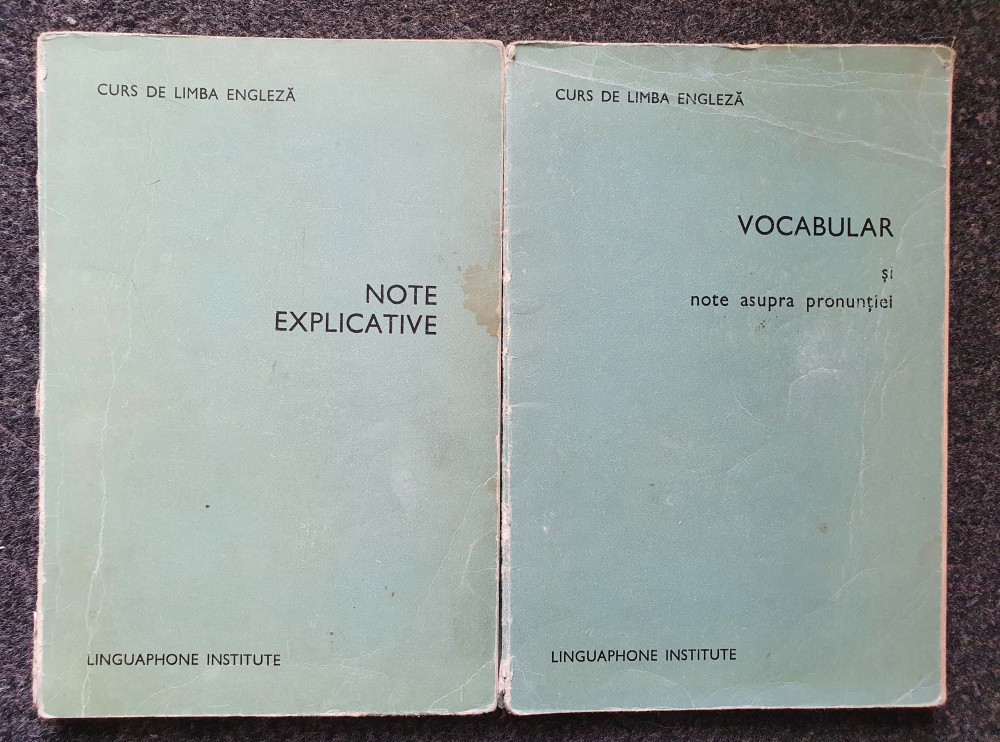 CURS DE LIMBA ENGLEZĂ
NOTE
EXPLICATIVE
LINGUAPHONE INSTITUTE
CURS DE LIMBA ENGLEZĂ
VOCABULAR
și
note asupra pronunției
LINGUAPHONE INSTITUTE